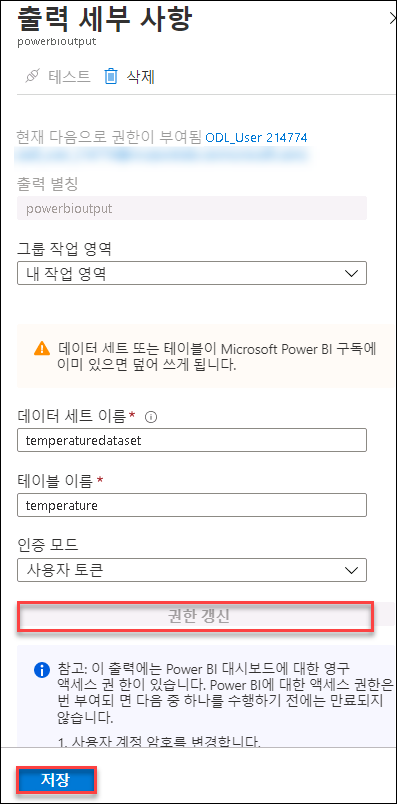 출력 세부 사항
powerbioutput
테스트 삭제
현재 다음으로 권한이 부여됨 ODL_User 214774
출력 별칭
powerbioutput
그룹 작업 영역
내 작업 영역
데이터 세트 또는 테이블이 Microsoft Power BI 구독에
이미 있으면 덮어 쓰게 됩니다.
데이터 세트 이름*
temperaturedataset
테이블 이름*
temperature
인증 모드
사용자 토큰
권한 갱신
참고: 이 출력에는 Power BI 대시보드에 대한 영구
액세스 권 한이 있습니다. Power BI에 대한 액세스 권한은
번 부여되 면 다음 중 하나를 수행하기 전에는 만료되지
않습니다.
1. 사용자 계정 암호를 변경합니다.
저장